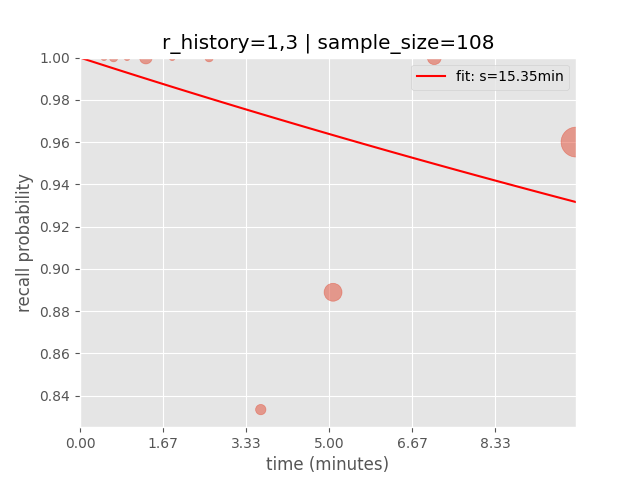 r_history=1,3 | sample_size=108
fit: s=15.35min
recall probability
1.00
0.98
0.96
0.94
0.92
0.90
0.88
0.86
0.84
0.00 1.67 3.33 5.00 6.67 8.33
time (minutes)